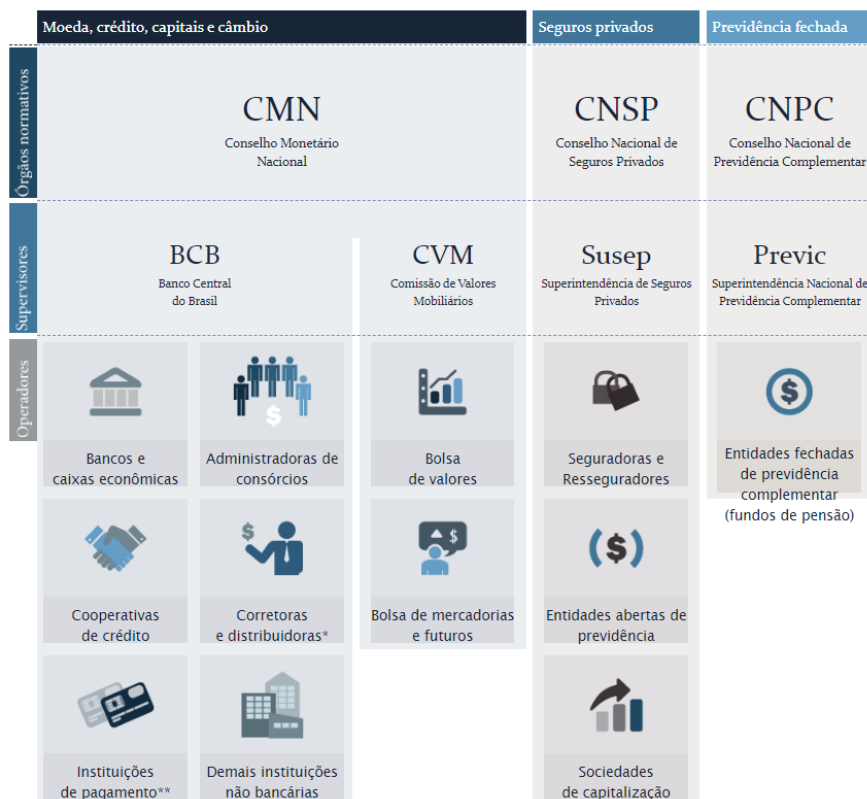 Moeda, crédito, capitais e câmbio
Seguros privados
Previdência fechada
Órgãos normativos
CMN
Conselho Monetário
Nacional
CNSP
Conselho Nacional de
Seguros Privados
CNPC
Conselho Nacional de
Previdência Complementar
Supervisores
BCB
Banco Central
do Brasil
CVM
Comissão de Valores
Mobiliários
Susep
Superintendência de Seguros
Privados
Previc
Superintendência Nacional de
Previdência Complementar
Operadores
Bancos e
caixas econômicas
Administradoras de
consórcios
Bolsa
de valores
Seguradoras e
Resseguradores
Entidades fechadas
de previdência
complementar
(fundos de pensão)
Cooperativas
de crédito
Corretoras
e distribuidoras*
Bolsa de mercadorias
e futuros
Entidades abertas de
previdência
Instituições
de pagamento**
Demais instituições
não bancárias
Sociedades
de capitalização